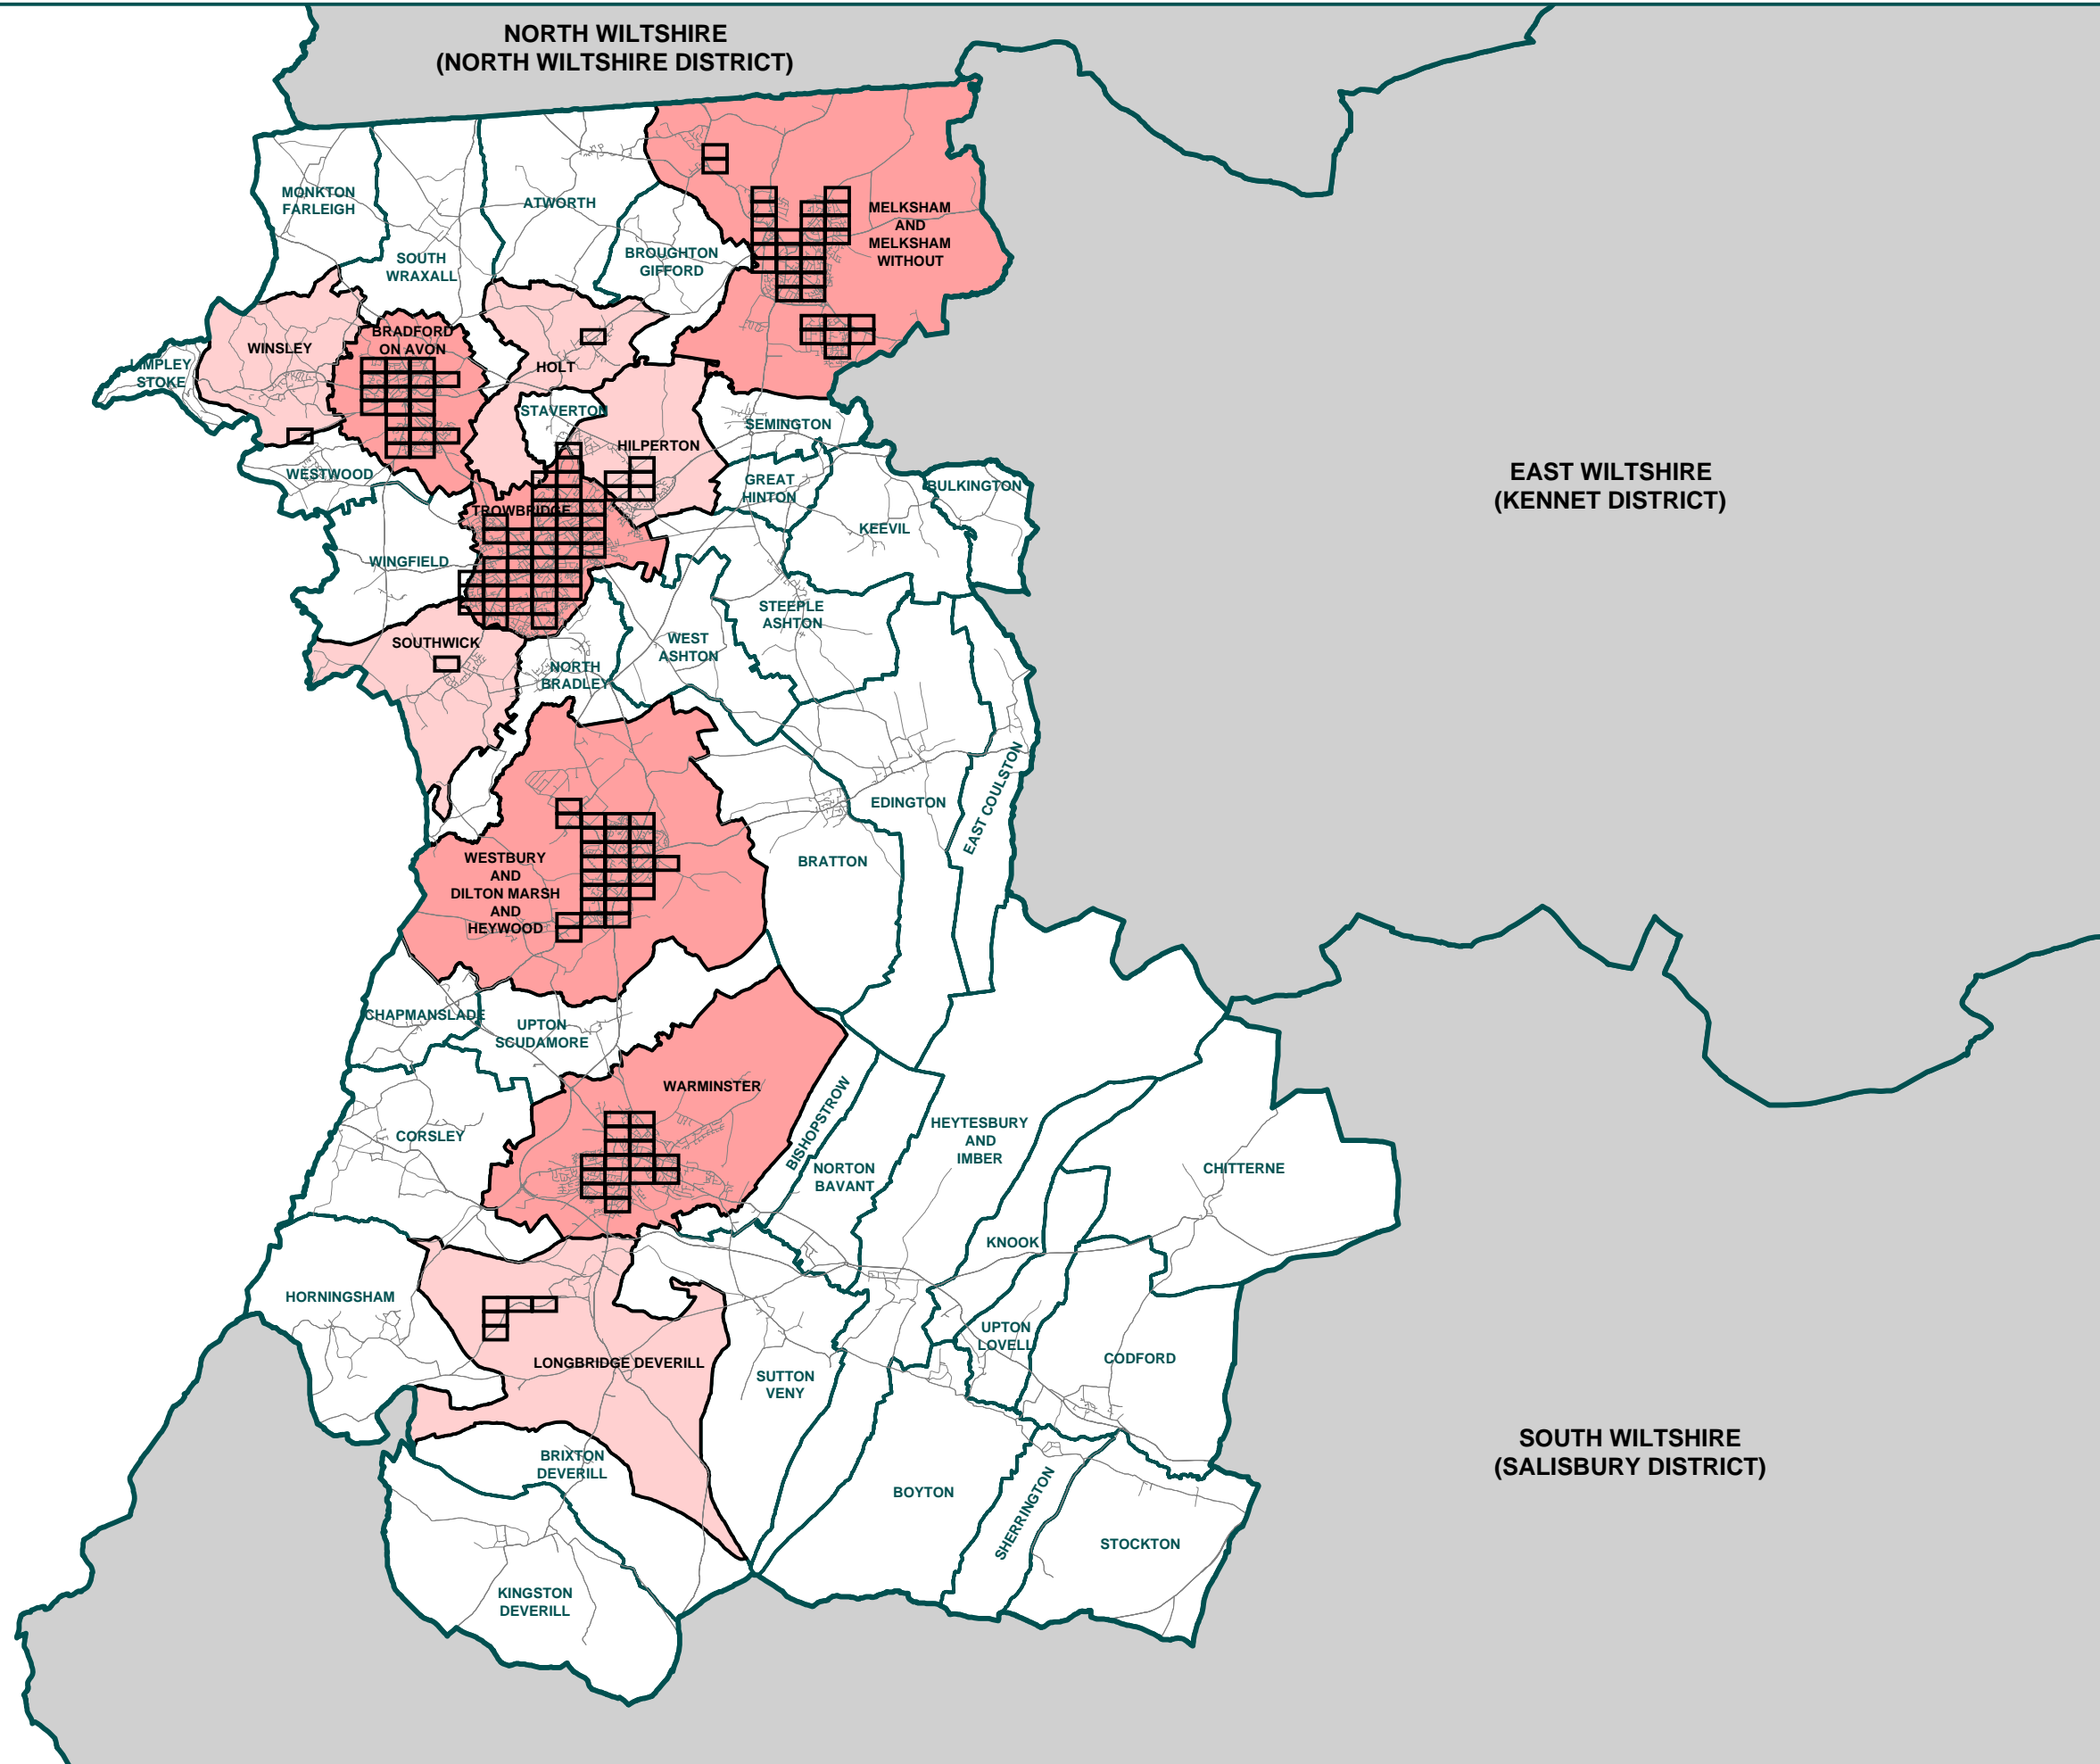 NORTH WILTSHIRE
(NORTH WILTSHIRE DISTRICT)
MONKTON
FARLEIGH
ATWORTH
MELKSHAM
AND
MELKSHAM
WITHOUT
SOUTH
WRAXALL
BROUGHTON
GIFFORD
BRADFORD
ON AVON
WINSLEY
HOLT
LIMPLEY
STOKE
STAVERTON
SEMINGTON
HILPERTON
WESTWOOD
GREAT
HINTON
BULKINGTON
EAST WILTSHIRE
(KENNET DISTRICT)
TROWBRIDGE
KEEVIL
WINGFIELD
STEEPLE
ASHTON
SOUTHWICK
WEST
ASHTON
NORTH
BRADLEY
EDINGTON
EAST COULSTON
BRATTON
WESTBURY
AND
DILTON MARSH
AND
HEYWOOD
CHAPMANSLADE
UPTON
SCUDAMORE
WARMINSTER
BISHOPSTROW
HEYTESBURY
AND
IMBER
CORSLEY
NORTON
BAVANT
CHITTERNE
KNOOK
HORNINGSHAM
UPTON
LOVELL
LONGBRIDGE DEVERILL
CODFORD
SUTTON
VENY
SOUTH WILTSHIRE
(SALISBURY DISTRICT)
BRIXTON
DEVERILL
BOYTON
SHERRINGTON
STOCKTON
KINGSTON
DEVERILL